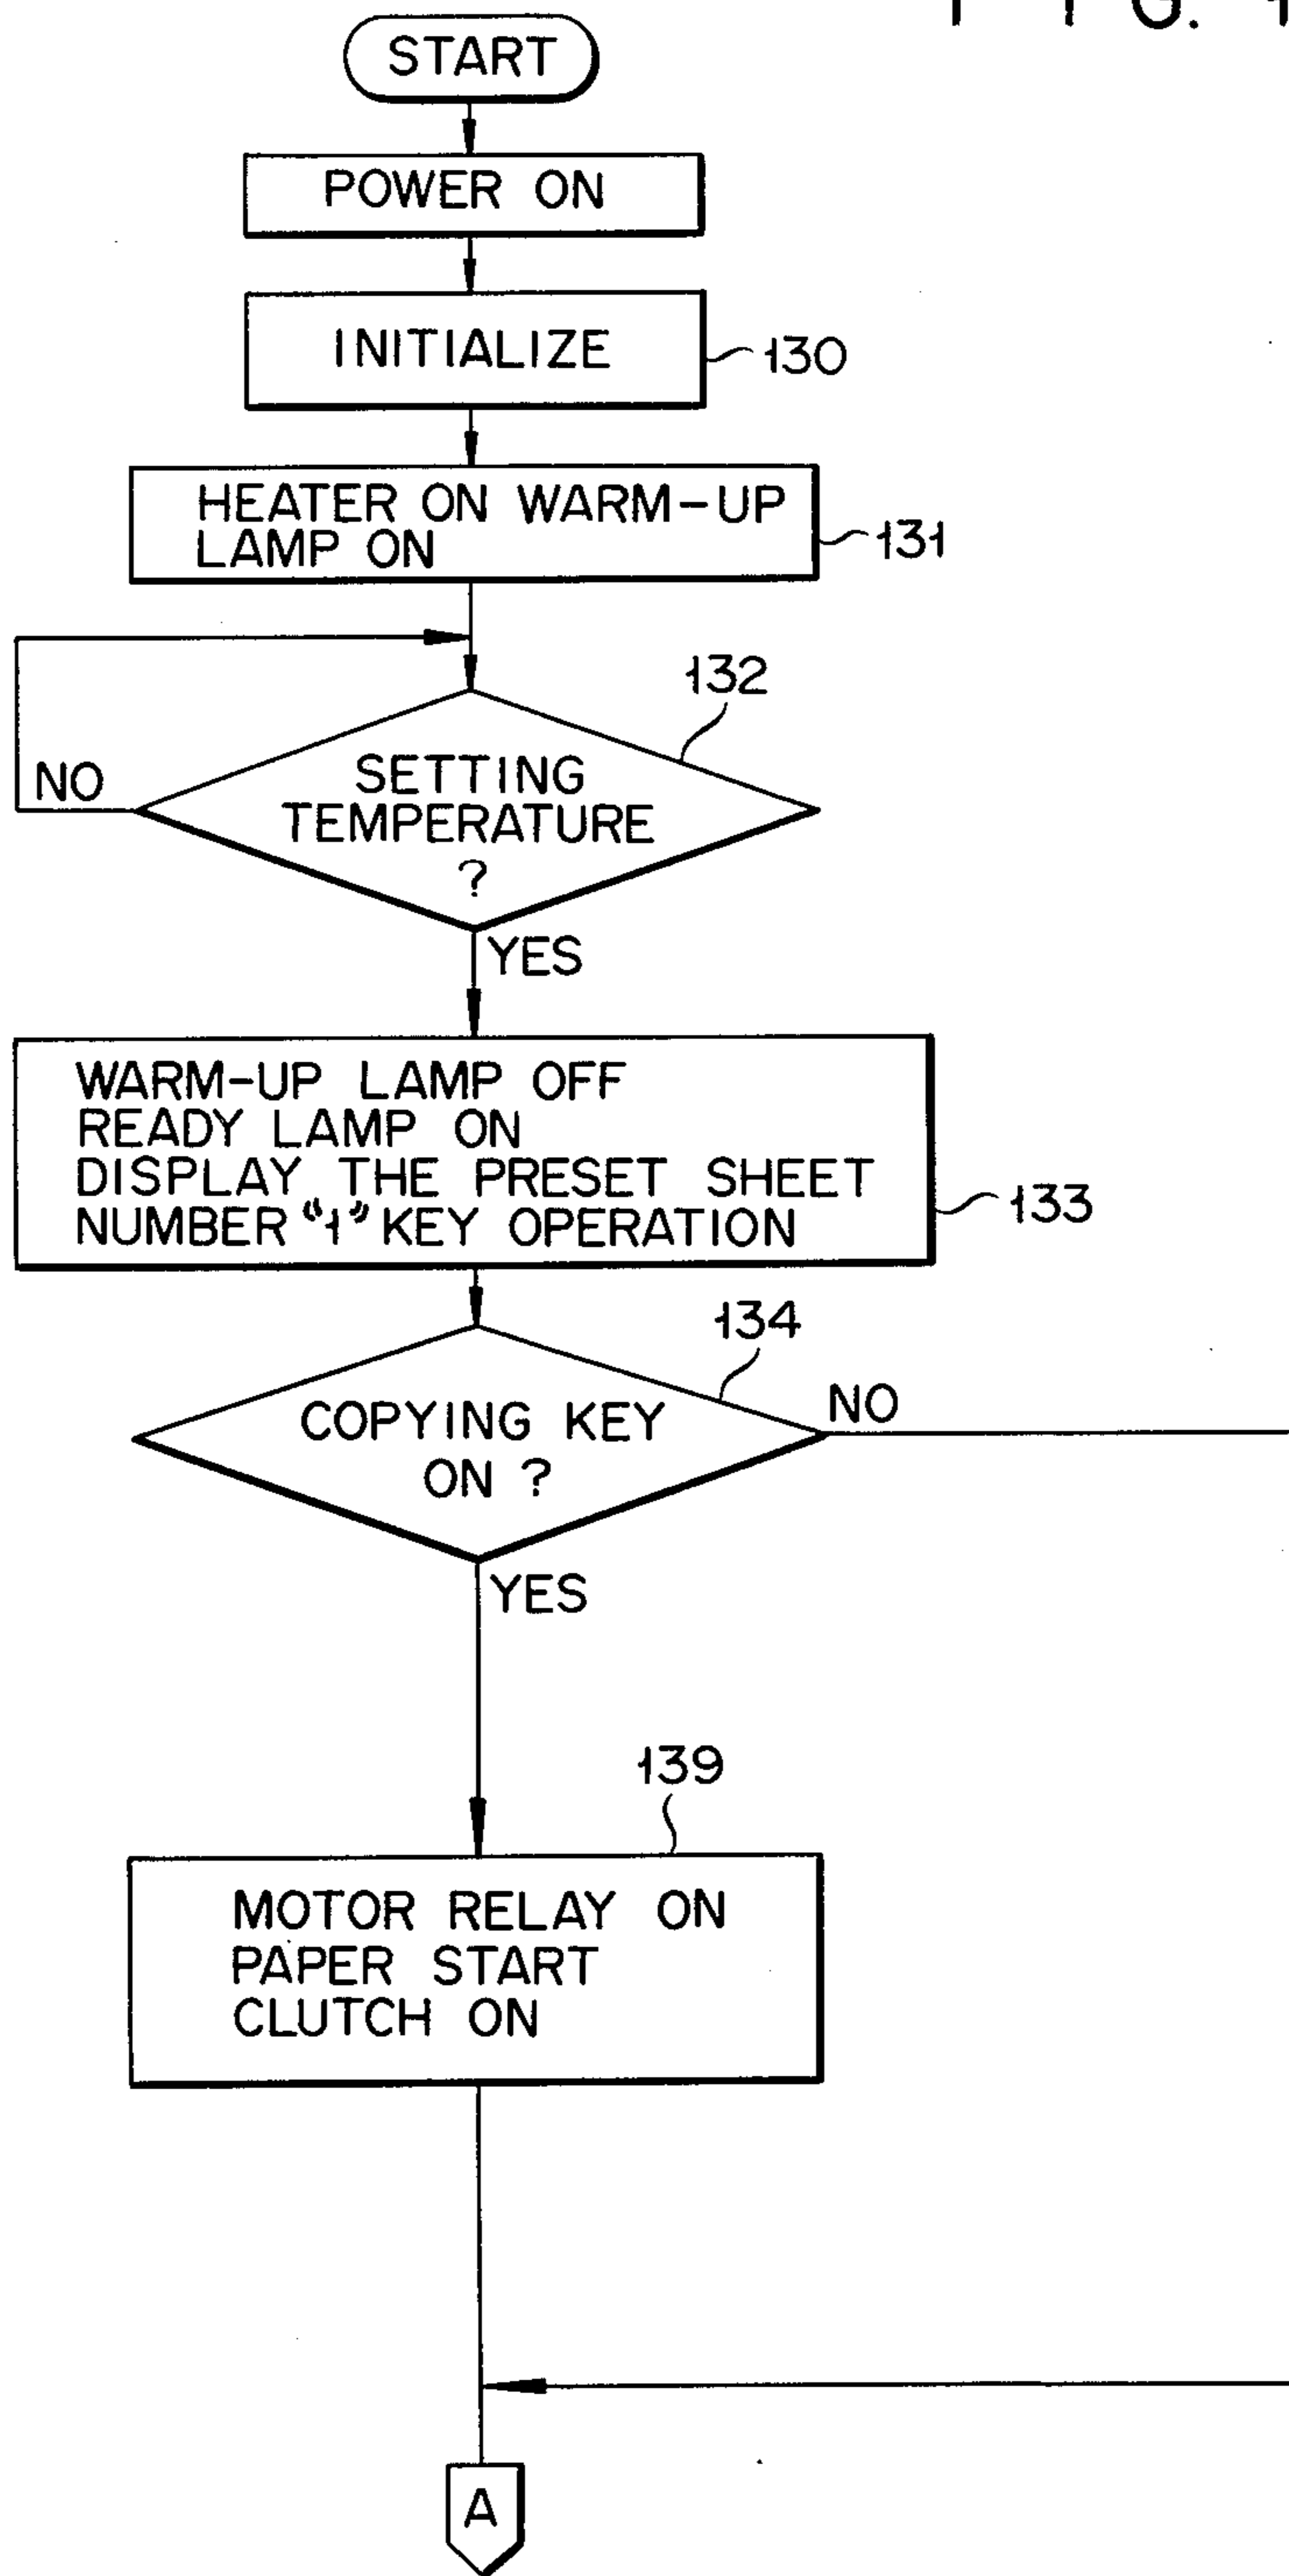 FIG. 1
START
POWER ON
INITIALIZE
130
HEATER ON WARM-UP
LAMP ON
131
132
NO
SETTING
TEMPERATURE
?
YES
WARM-UP LAMP OFF
READY LAMP ON
DISPLAY THE PRESET SHEET
NUMBER "1" KEY OPERATION
133
134
NO
COPYING KEY
ON ?
YES
139
MOTOR RELAY ON
PAPER START
CLUTCH ON
A